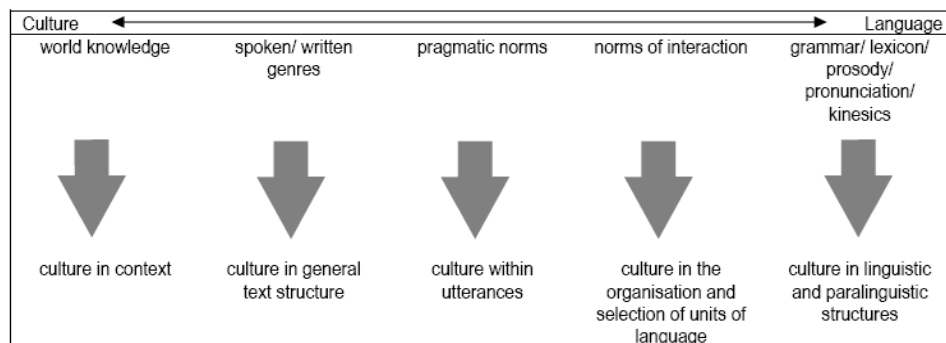 Culture Language
world knowledge
spoken/ written
genres
pragmatic norms
norms of interaction
grammar/ lexicon/
prosody/
pronunciation/
kinesics
culture in context
culture in general
text structure
culture within
utterances
culture in the
organisation and
selection of units of
language
culture in linguistic
and paralinguistic
structures